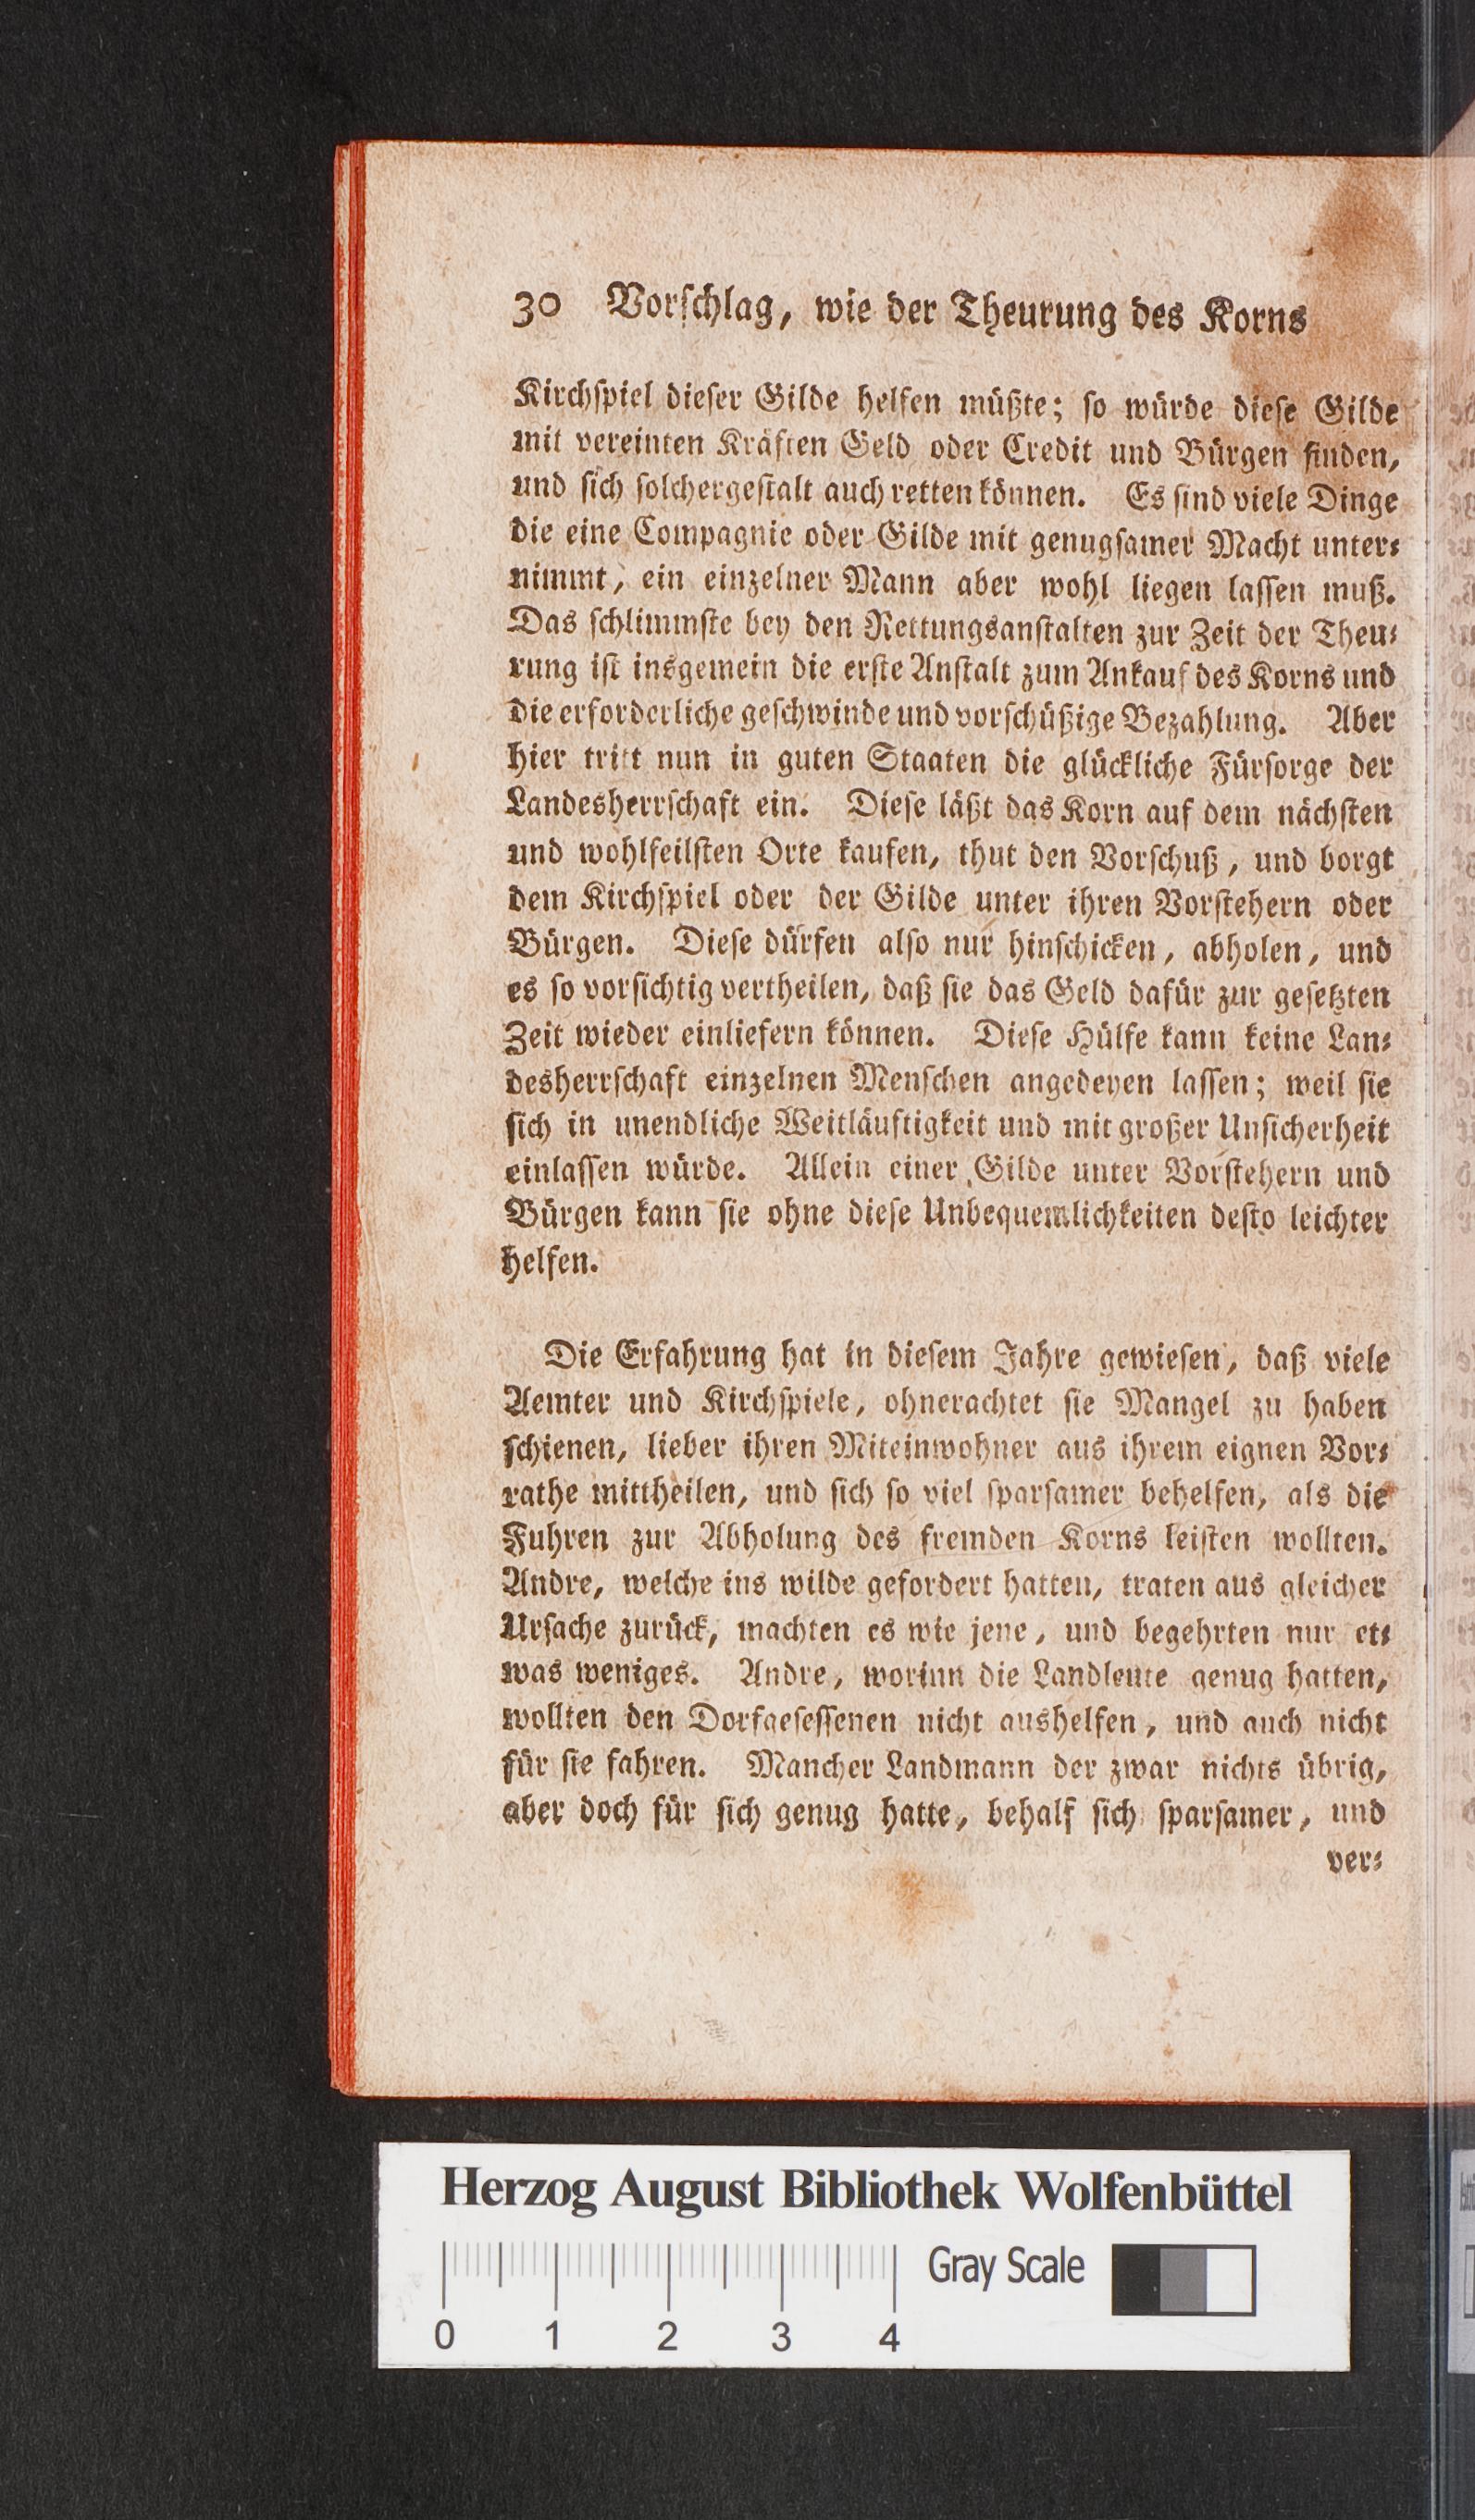 30 Vorſchlag, wie der Theurung des Korns
Kirchſpiel dieſer Gilde helfen müßte; ſo würde dieſe Gilde
mit vereinten Kräften Geld oder Credit und Bürgen finden,
und ſich ſolchergeſtalt auch retten können. Es ſind viele Dinge
die eine Compagnie oder Gilde mit genugſamer Macht unter⸗
nimmt, ein einzelner Mann aber wohl liegen laſſen muß.
Das ſchlimmſte bey den Rettungsanſtalten zur Zeit der Theu⸗
rung iſt insgemein die erſte Anſtalt zum Ankauf des Korns und
die erforderliche geſchwinde und vorſchüßige Bezahlung. Aber
hier tritt nun in guten Staaten die glückliche Fürſorge der
Landesherrſchaft ein. Dieſe läßt das Korn auf dem nächſten
und wohlfeilſten Orte kaufen, thut den Vorſchuß, und borgt
dem Kirchſpiel oder der Gilde unter ihren Vorſtehern oder
Bürgen. Dieſe dürfen alſo nur hinſchicken, abholen, und
es ſo vorſichtig vertheilen, daß ſie das Geld dafür zur geſetzten
Zeit wieder einliefern können. Dieſe Hülfe kann keine Lan⸗
desherrſchaft einzelnen Menſchen angedeyen laſſen; weil ſie
ſich in unendliche Weitläuftigkeit und mit großer Unſicherheit
einlaſſen würde. Allein einer Gilde unter Vorſtehern und
Bürgen kann ſie ohne dieſe Unbequemlichkeiten deſto leichter
helfen.
Die Erfahrung hat in dieſem Jahre gewieſen, daß viele
Aemter und Kirchſpiele, ohnerachtet ſie Mangel zu haben
ſchienen, lieber ihren Miteinwohner aus ihrem eignen Vor⸗
rathe mittheilen, und ſich ſo viel ſparſamer behelfen, als die
Fuhren zur Abholung des fremden Korns leiſten wollten.
Andre, welche ins wilde gefordert hatten, traten aus gleicher
Urſache zurück, machten es wie jene, und begehrten nur et⸗
was weniges. Andre, worinn die Landleute genug hatten,
wollten den Dorfgeſeſſenen nicht aushelfen, und auch nicht
für ſie fahren. Mancher Landmann der zwar nichts übrig,
aber doch für ſich genug hatte, behalf ſich ſparſamer, und
ver⸗
Herzog August Bibliothek Wolfenbüttel
Gray Scale
0 1 2 3 4